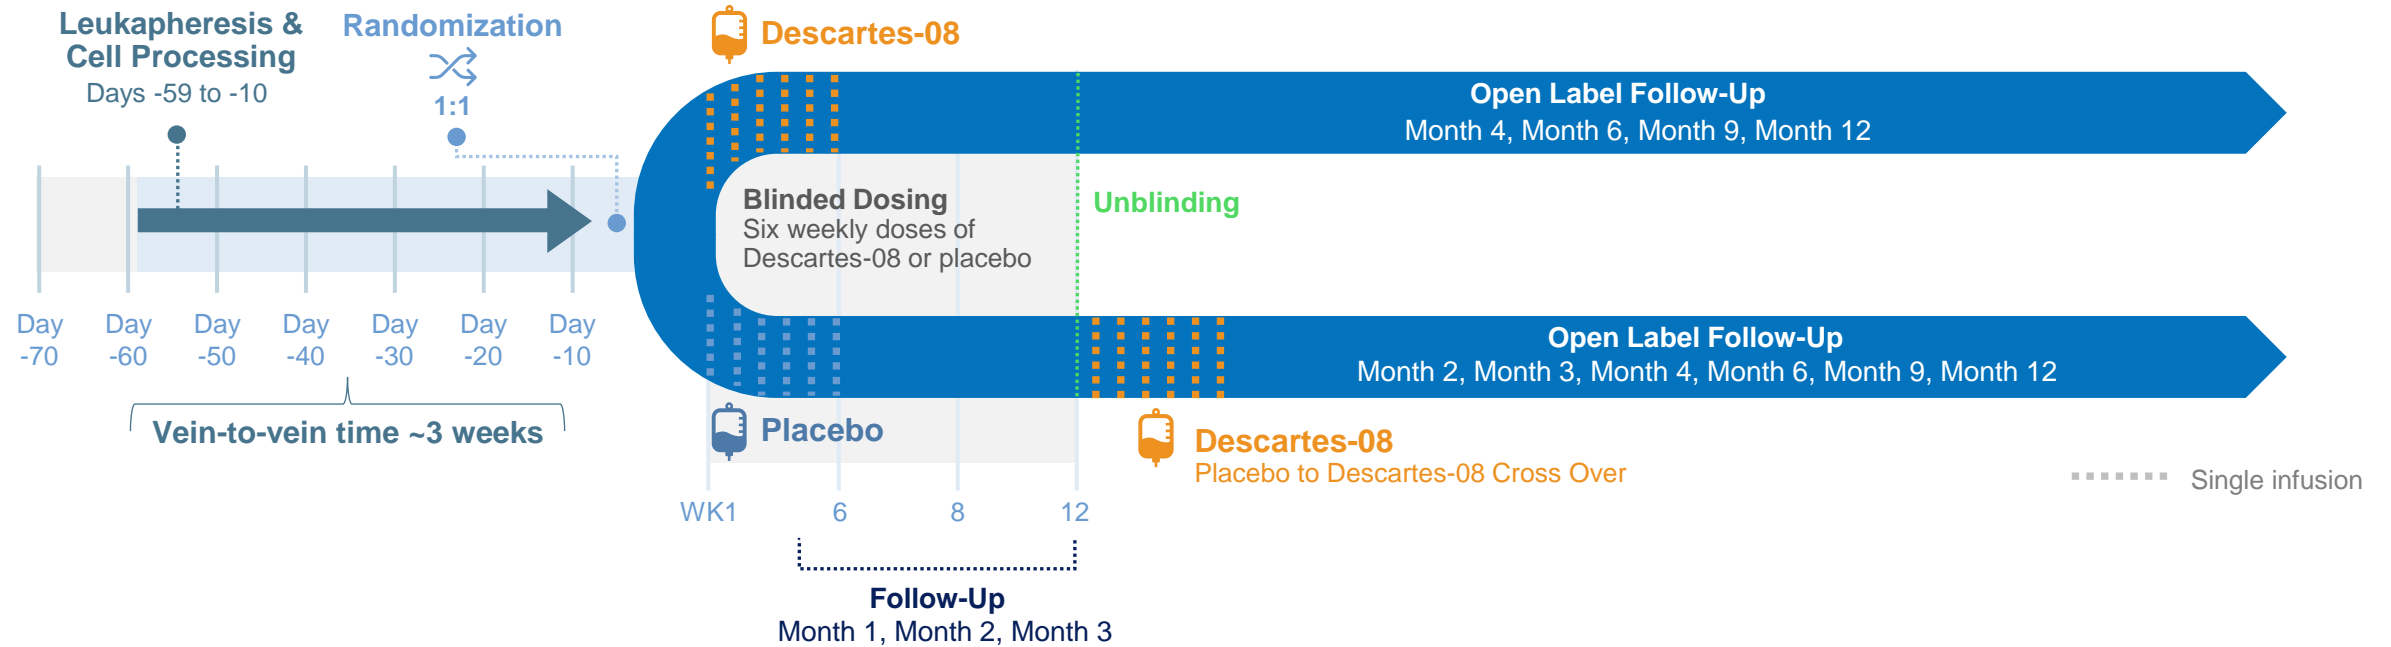 Leukapheresis &
Cell Processing
Days -59 to -10
Randomization
1:1
Descartes-08
Open Label Follow-Up
Month 4, Month 6, Month 9, Month 12
Blinded Dosing
Six weekly doses of
Descartes-08 or placebo
Unblinding
Day
-70
Day
-60
Day
-50
Day
-40
Day
-30
Day
-20
Day
-10
Vein-to-vein time ~3 weeks
Open Label Follow-Up
Month 2, Month 3, Month 4, Month 6, Month 9, Month 12
Placebo
Descartes-08
Placebo to Descartes-08 Cross Over
Single infusion
WK1
6
8
12
Follow-Up
Month 1, Month 2, Month 3